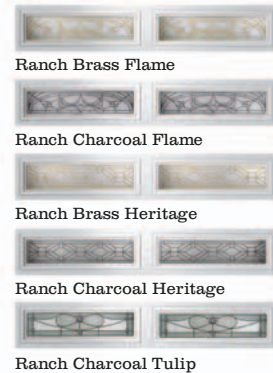 Ranch Brass Flame
Ranch Charcoal Flame
Ranch Brass Heritage
Ranch Charcoal Heritage
Ranch Charcoal Tulip